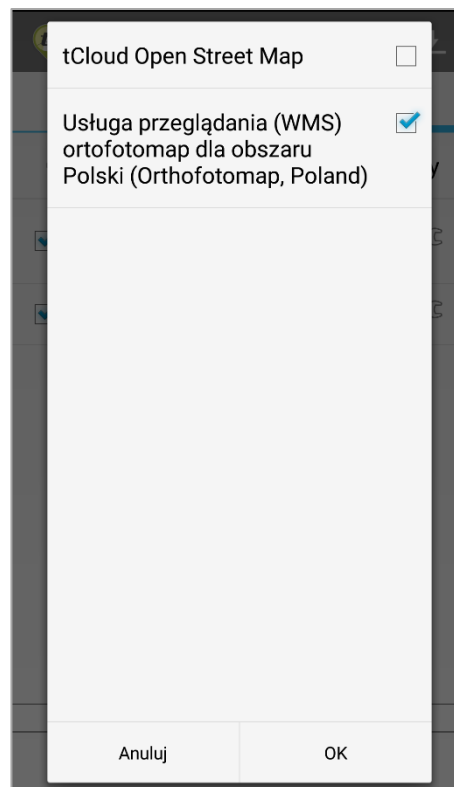 tCloud Open Street Map
Usługa przeglądania (WMS)
ortofotomap dla obszaru
Polski (Orthofotomap, Poland)
y
Anuluj
OK